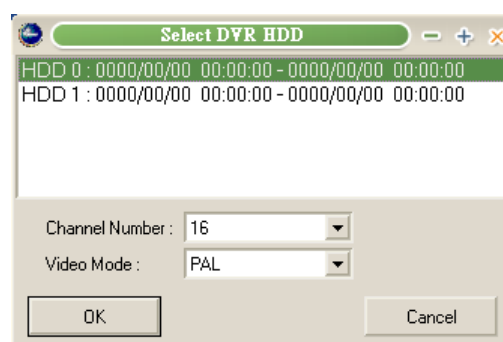 Select DVR HDD
HDD 0 : 0000/00/00 00:00:00 - 0000/00/00 00:00:00
HDD 1 : 0000/00/00 00:00:00 - 0000/00/00 00:00:00
Channel Number : 16
Video Mode : PAL
OK Cancel